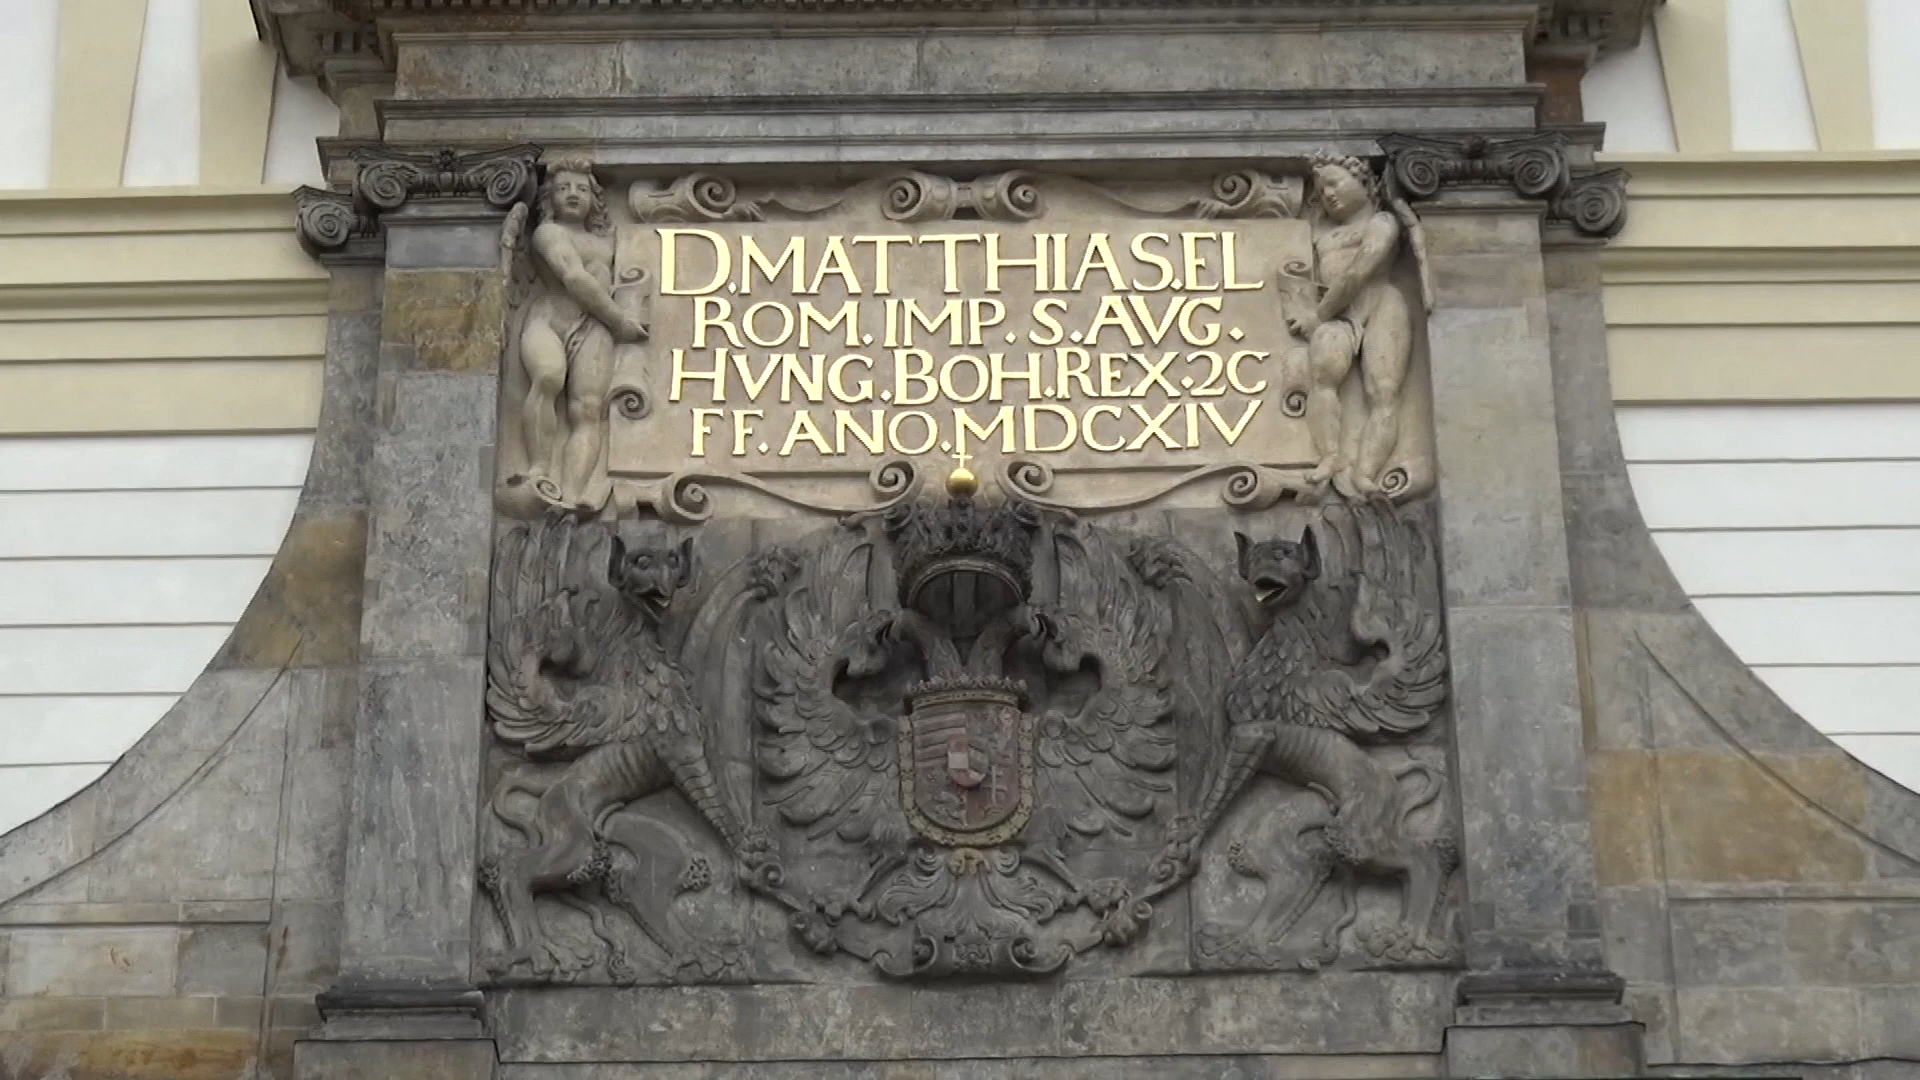 D.MATTHIAS.EL
ROM.IMP.S.AVG.
HVNG.BOH.REX.2C
FF.ANO.MDCXIV